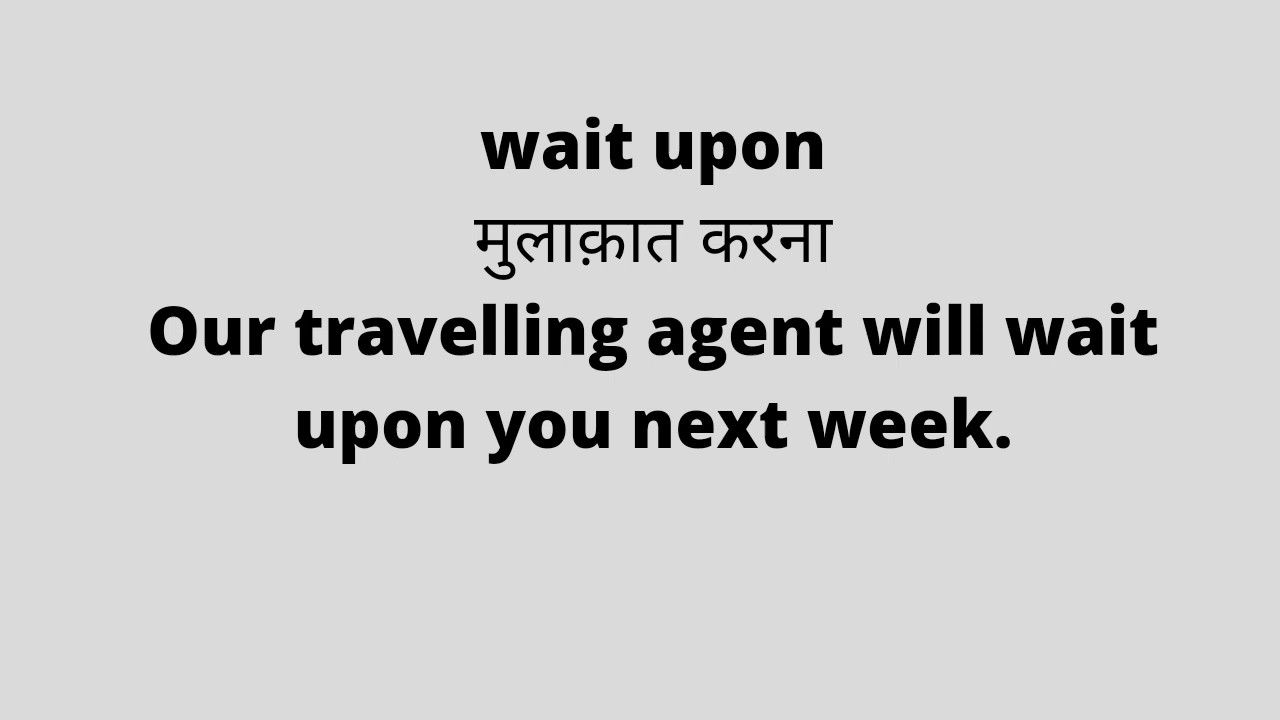 wait upon
मुलाक़ात करना
Our travelling agent will wait
upon you next week.